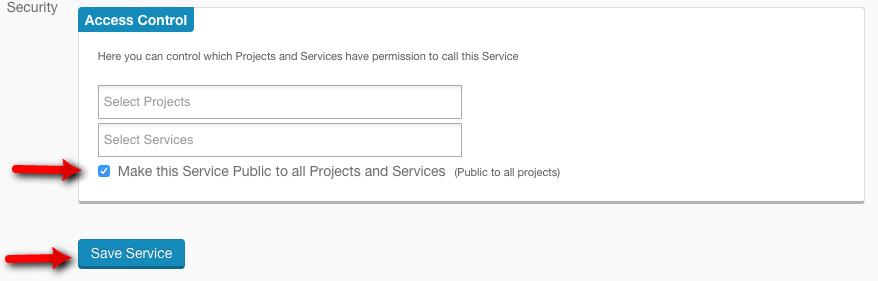 Security
Access Control
Here you can control which Projects and Services have permission to call this Service
Select Projects
Select Services
Make this Service Public to all Projects and Services (Public to all projects)
Save Service